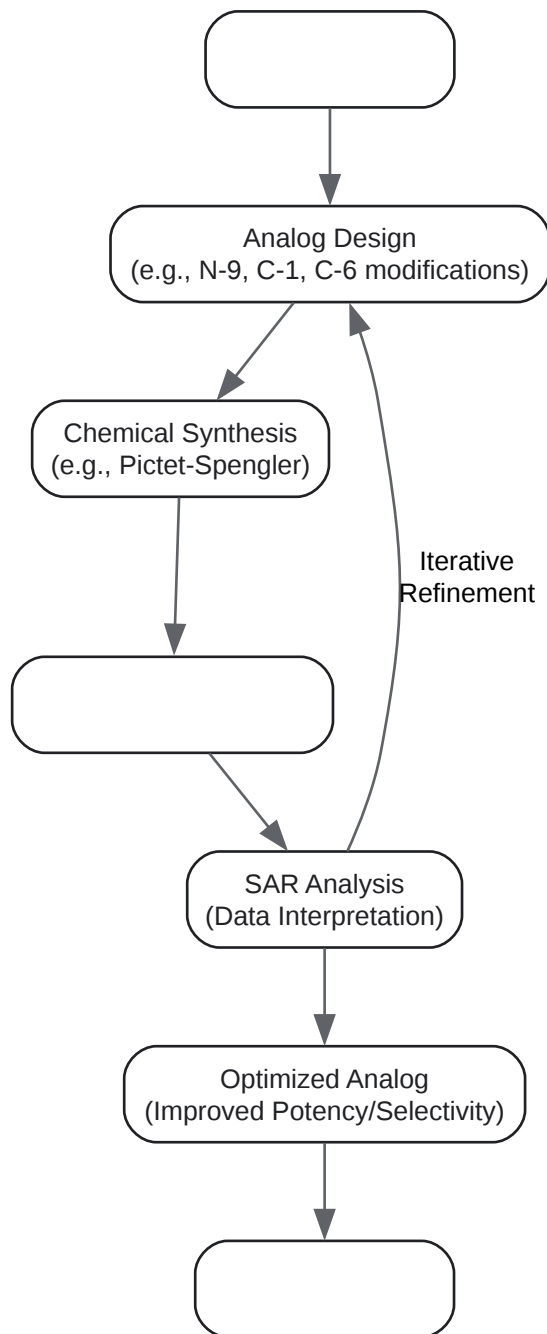 Analog Design
(e.g., N-9, C-1, C-6 modifications)
Chemical Synthesis
(e.g., Pictet-Spengler)
Iterative
Refinement
SAR Analysis
(Data Interpretation)
Optimized Analog
(Improved Potency/Selectivity)